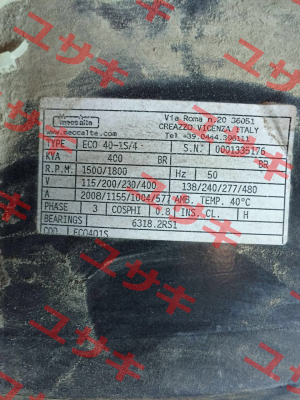 meccalte
Via Roma n.20 36051
CREAZZO VICENZA ITALY
www.meccalte.com
Tel +39.0444.396111
TYPE ECO 40-1S/4 S.N. 0001335176
KVA 400 BR BR
R.P.M. 1500/1800 Hz 50
V 115/200/230/400 138/240/277/480
A 2008/1155/1004/577 AMB. TEMP. 40°C
PHASE 3 COSPHI 0.8 INS.CL. H
BEARINGS 6318.2RS1
COD. ECO401S
ユサキ
ユサキ
ユサキ
ユサキ
ユサキ
ユサキ